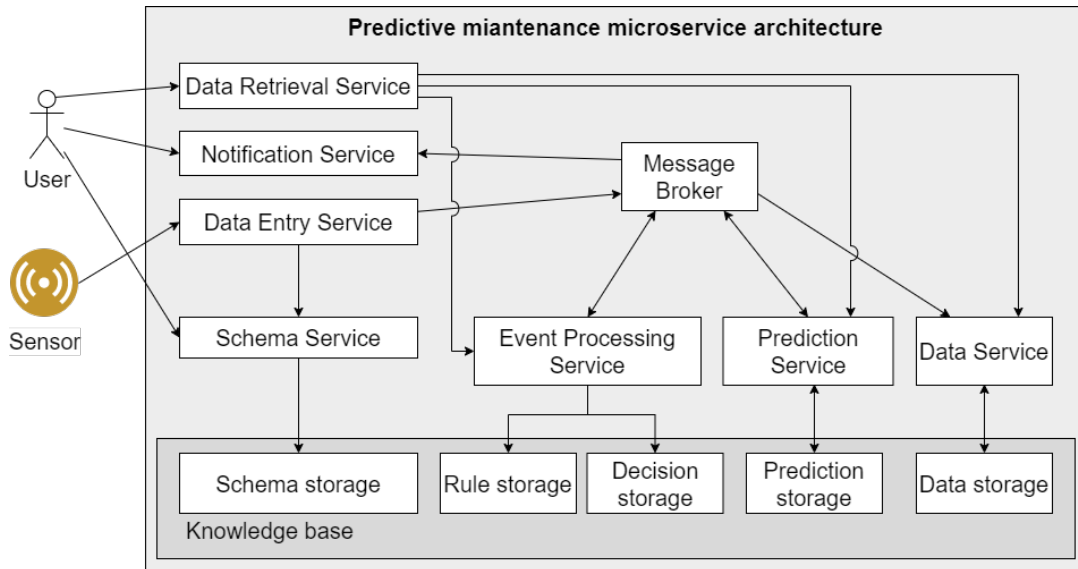 Predictive miantenance microservice architecture
Data Retrieval Service
Notification Service
Message
Broker
User
Data Entry Service
Sensor
Schema Service
Event Processing
Service
Prediction
Service
Data Service
Schema storage
Rule storage
Decision
storage
Prediction
storage
Data storage
Knowledge base